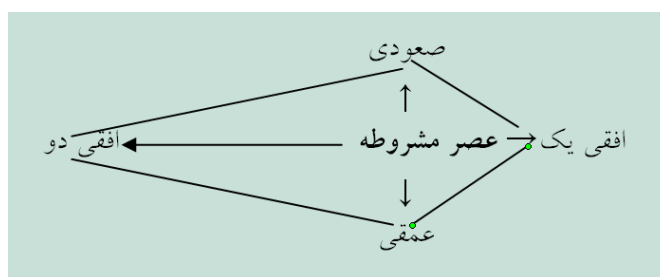 صعودی
افقی یک
عصر مشروطه
افقی دو
عمقی